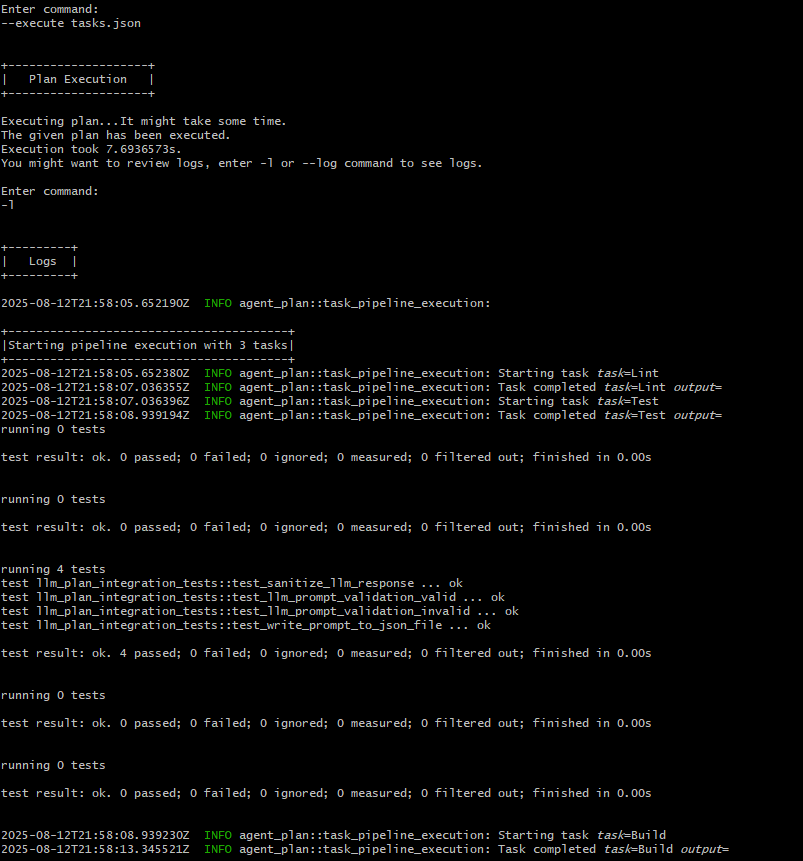 Enter command:
--execute tasks.json
+--------------------+
|   Plan Execution   |
+--------------------+
Executing plan...It might take some time.
The given plan has been executed.
Execution took 7.6936573s.
You might want to review logs, enter -l or --log command to see logs.
Enter command:
-l
+---------+
|   Logs  |
+---------+
2025-08-12T21:58:05.652190Z  INFO agent_plan::task_pipeline_execution:
+----------------------------------------+
|Starting pipeline execution with 3 tasks|
+----------------------------------------+
2025-08-12T21:58:05.652380Z  INFO agent_plan::task_pipeline_execution: Starting task task=Lint
2025-08-12T21:58:07.036355Z  INFO agent_plan::task_pipeline_execution: Task completed task=Lint output=
2025-08-12T21:58:07.036396Z  INFO agent_plan::task_pipeline_execution: Starting task task=Test
2025-08-12T21:58:08.939194Z  INFO agent_plan::task_pipeline_execution: Task completed task=Test output=
running 0 tests
test result: ok. 0 passed; 0 failed; 0 ignored; 0 measured; 0 filtered out; finished in 0.00s
running 0 tests
test result: ok. 0 passed; 0 failed; 0 ignored; 0 measured; 0 filtered out; finished in 0.00s
running 4 tests
test llm_plan_integration_tests::test_sanitize_llm_response ... ok
test llm_plan_integration_tests::test_llm_prompt_validation_valid ... ok
test llm_plan_integration_tests::test_llm_prompt_validation_invalid ... ok
test llm_plan_integration_tests::test_write_prompt_to_json_file ... ok
test result: ok. 4 passed; 0 failed; 0 ignored; 0 measured; 0 filtered out; finished in 0.00s
running 0 tests
test result: ok. 0 passed; 0 failed; 0 ignored; 0 measured; 0 filtered out; finished in 0.00s
running 0 tests
test result: ok. 0 passed; 0 failed; 0 ignored; 0 measured; 0 filtered out; finished in 0.00s
2025-08-12T21:58:08.939230Z  INFO agent_plan::task_pipeline_execution: Starting task task=Build
2025-08-12T21:58:13.345521Z  INFO agent_plan::task_pipeline_execution: Task completed task=Build output=